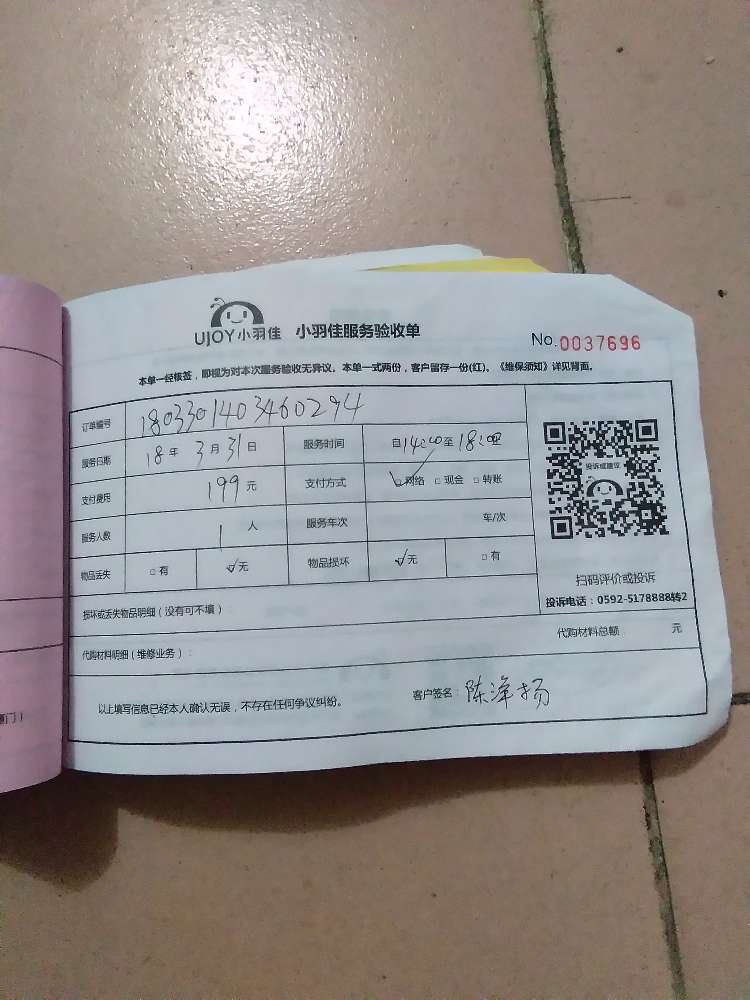 UJOY小羽佳 小羽佳服务验收单 No.0037696
本单一经核签，即视为对本次服务验收无异议。本单一式两份，客户留存一份(红)。《维保须知》详见背面。
订单编号 1803301403460294
服务日期 18年3月31日 服务时间 自14:00至18:00
支付费用 199元 支付方式 ☑网络 □现金 □转账
服务人数 1人 服务车次 车/次
物品丢失 □有 ☑无 物品损坏 ☑无 □有
投诉或建议
扫码评价或投诉
投诉电话：0592-5178888转2
损坏或丢失物品明细（没有可不填）：
代购材料明细（维修业务）： 代购材料总额 元
以上填写信息已经本人确认无误，不存在任何争议纠纷。 客户签名：陈泽扬
厦门）